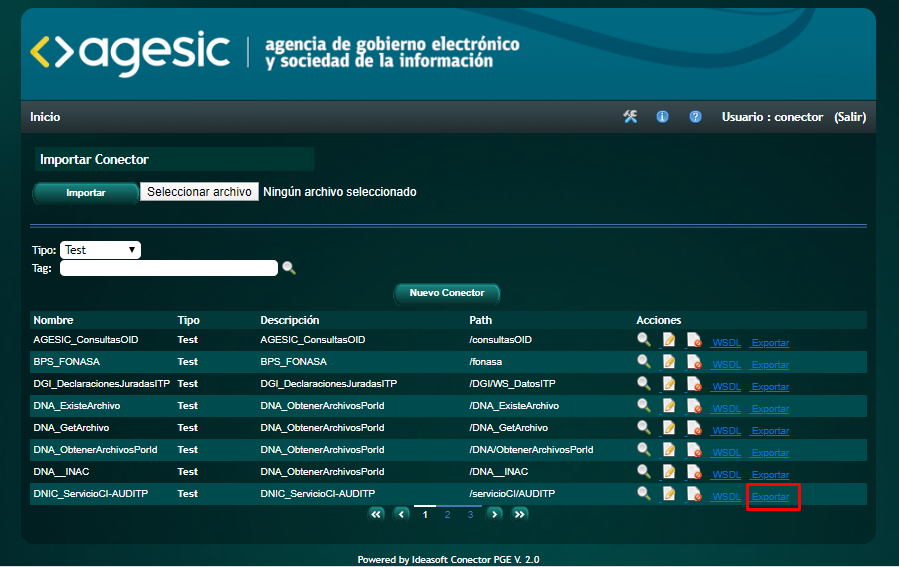 agesic
agencia de gobierno electrónico
y sociedad de la información
Inicio
Usuario : conector (Salir)
Importar Conector
Importar Seleccionar archivo Ningún archivo seleccionado
Tipo: Test
Tag:
Nuevo Conector
Nombre Tipo Descripción Path Acciones
AGESIC_ConsultasOID Test AGESIC_ConsultasOID /consultasOID WSDL Exportar
BPS_FONASA Test BPS_FONASA /fonasa WSDL Exportar
DGI_DeclaracionesJuradasITP Test DGI_DeclaracionesJuradasITP /DGI/WS_DatosITP WSDL Exportar
DNA_ExisteArchivo Test DNA_ObtenerArchivosPorId /DNA_ExisteArchivo WSDL Exportar
DNA_GetArchivo Test DNA_ObtenerArchivosPorId /DNA_GetArchivo WSDL Exportar
DNA_ObtenerArchivosPorId Test DNA_ObtenerArchivosPorId /DNA/ObtenerArchivosPorId WSDL Exportar
DNA__INAC Test DNA_ObtenerArchivosPorId /DNA__INAC WSDL Exportar
DNIC_ServicioCI-AUDITP Test DNIC_ServicioCI-AUDITP /servicioCI/AUDITP WSDL Exportar
1 2 3
Powered by Ideasoft Conector PGE V. 2.0